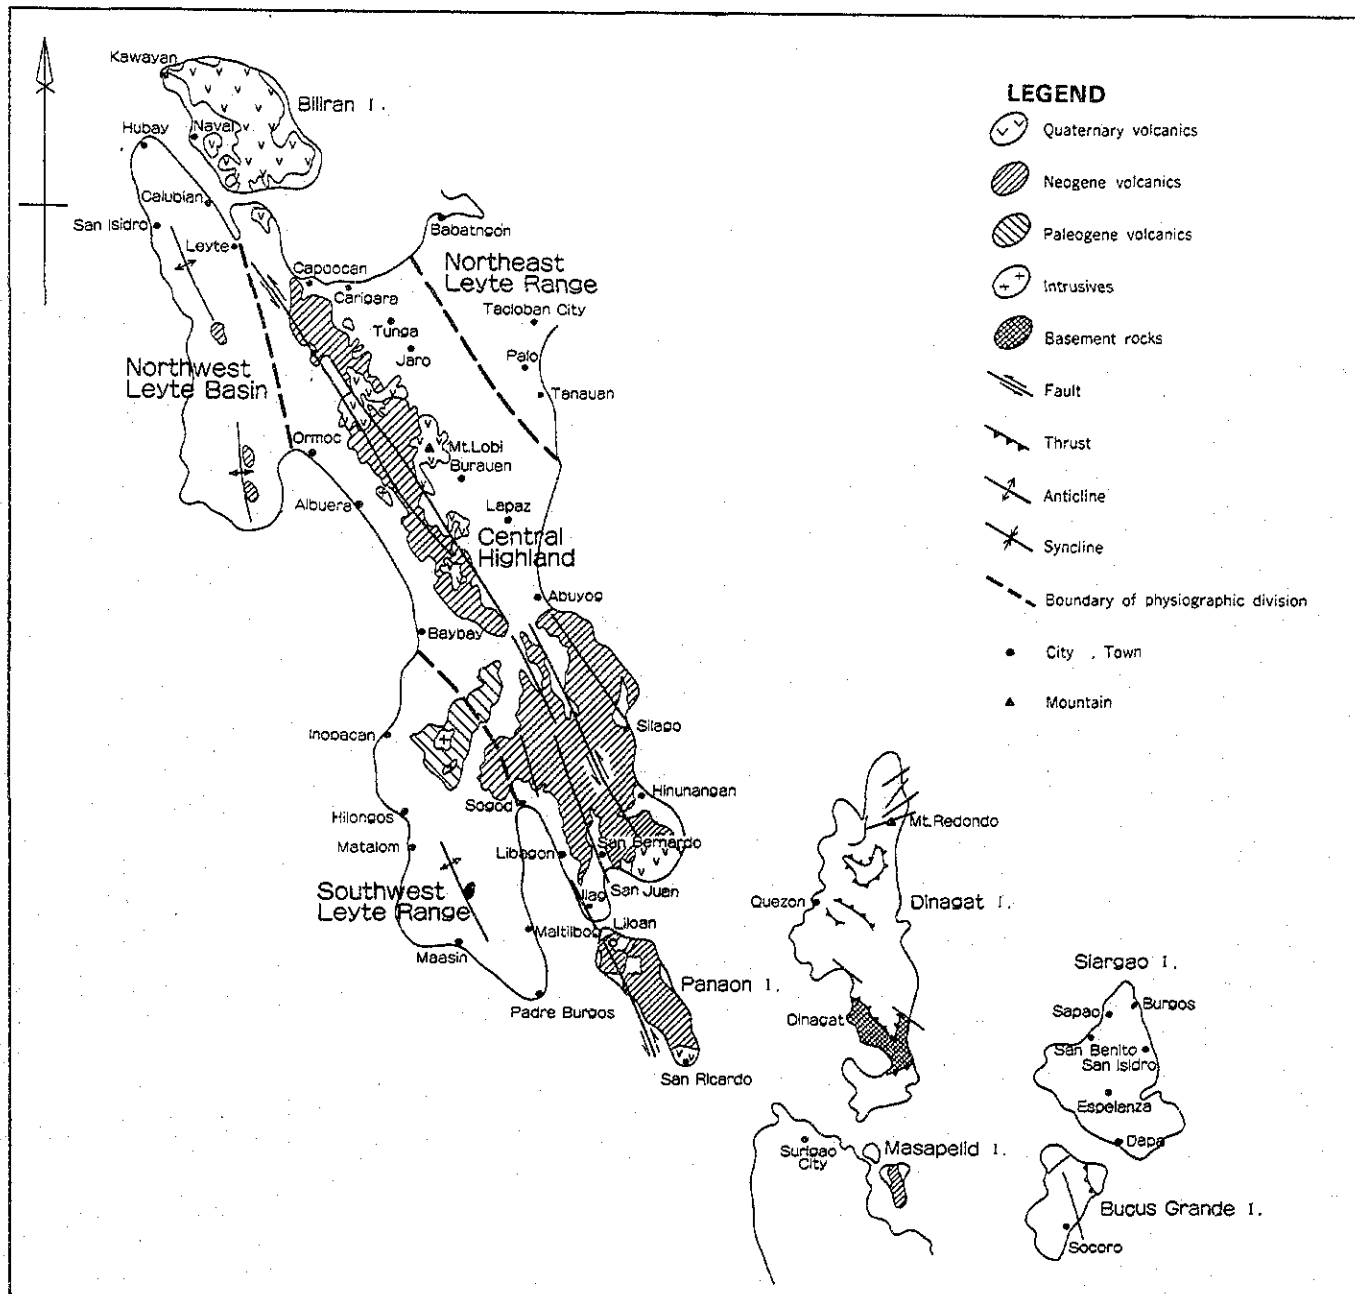 Kawayan
Biliran I.
Hubay
Naval
Calubian
San Isidro
Leyte
Babatngon
Northeast
Leyte Range
Capoocan
Carigara
Tacloban City
Tunga
Jaro
Palo
Northwest
Leyte Basin
Tanauan
Ormoc
Mt.Lobi
Burauen
Albuera
Lapaz
Central
Highland
Abuyog
Baybay
Inopacan
Silago
Sogod
Hinunangan
Hilongos
Matalom
Libagon
San Bernardo
Southwest
Leyte Range
San Juan
Liloan
Maltibog
Maasin
Panaon I.
Padre Burgos
San Ricardo
Mt.Redondo
Quezon
Dinagat I.
Dinagat
Siargao I.
Sapao
Burgos
San Benito
San Isidro
Espelanza
Dapa
Surigao
City
Masapelid I.
Bucus Grande I.
Socoro
LEGEND
Quaternary volcanics
Neogene volcanics
Paleogene volcanics
Intrusives
Basement rocks
Fault
Thrust
Anticline
Syncline
Boundary of physiographic division
City . Town
Mountain